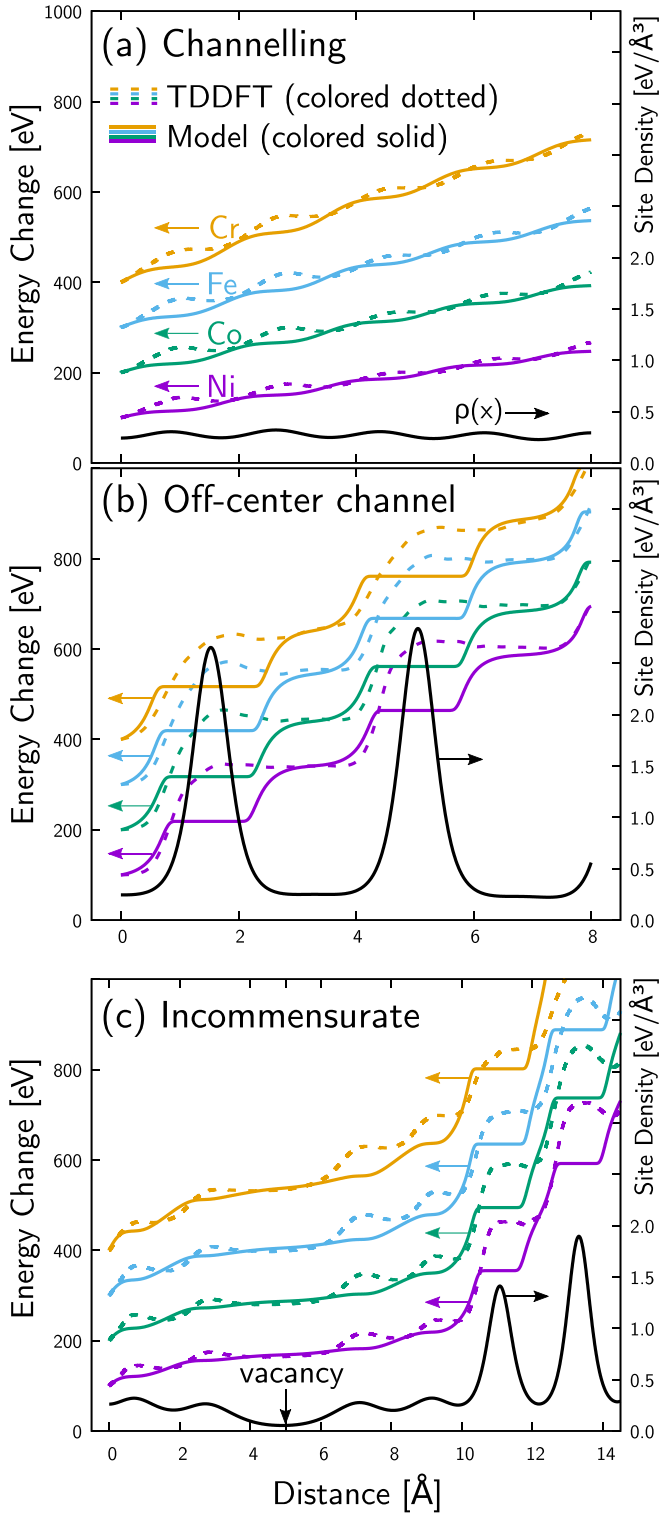 (a) Channelling
TDDFT (colored dotted)
Model (colored solid)
Cr
Fe
Co
Ni
ρ(x)
Energy Change [eV]
Site Density [eV/Å³]
1000
800
600
400
200
0
2.0
1.5
1.0
0.5
0.0
(b) Off-center channel
Energy Change [eV]
Site Density [eV/Å³]
800
600
400
200
0
2.0
1.5
1.0
0.5
0.0
0 2 4 6 8
(c) Incommensurate
vacancy
Energy Change [eV]
Site Density [eV/Å³]
800
600
400
200
0
2.0
1.5
1.0
0.5
0.0
0 2 4 6 8 10 12 14
Distance [Å]